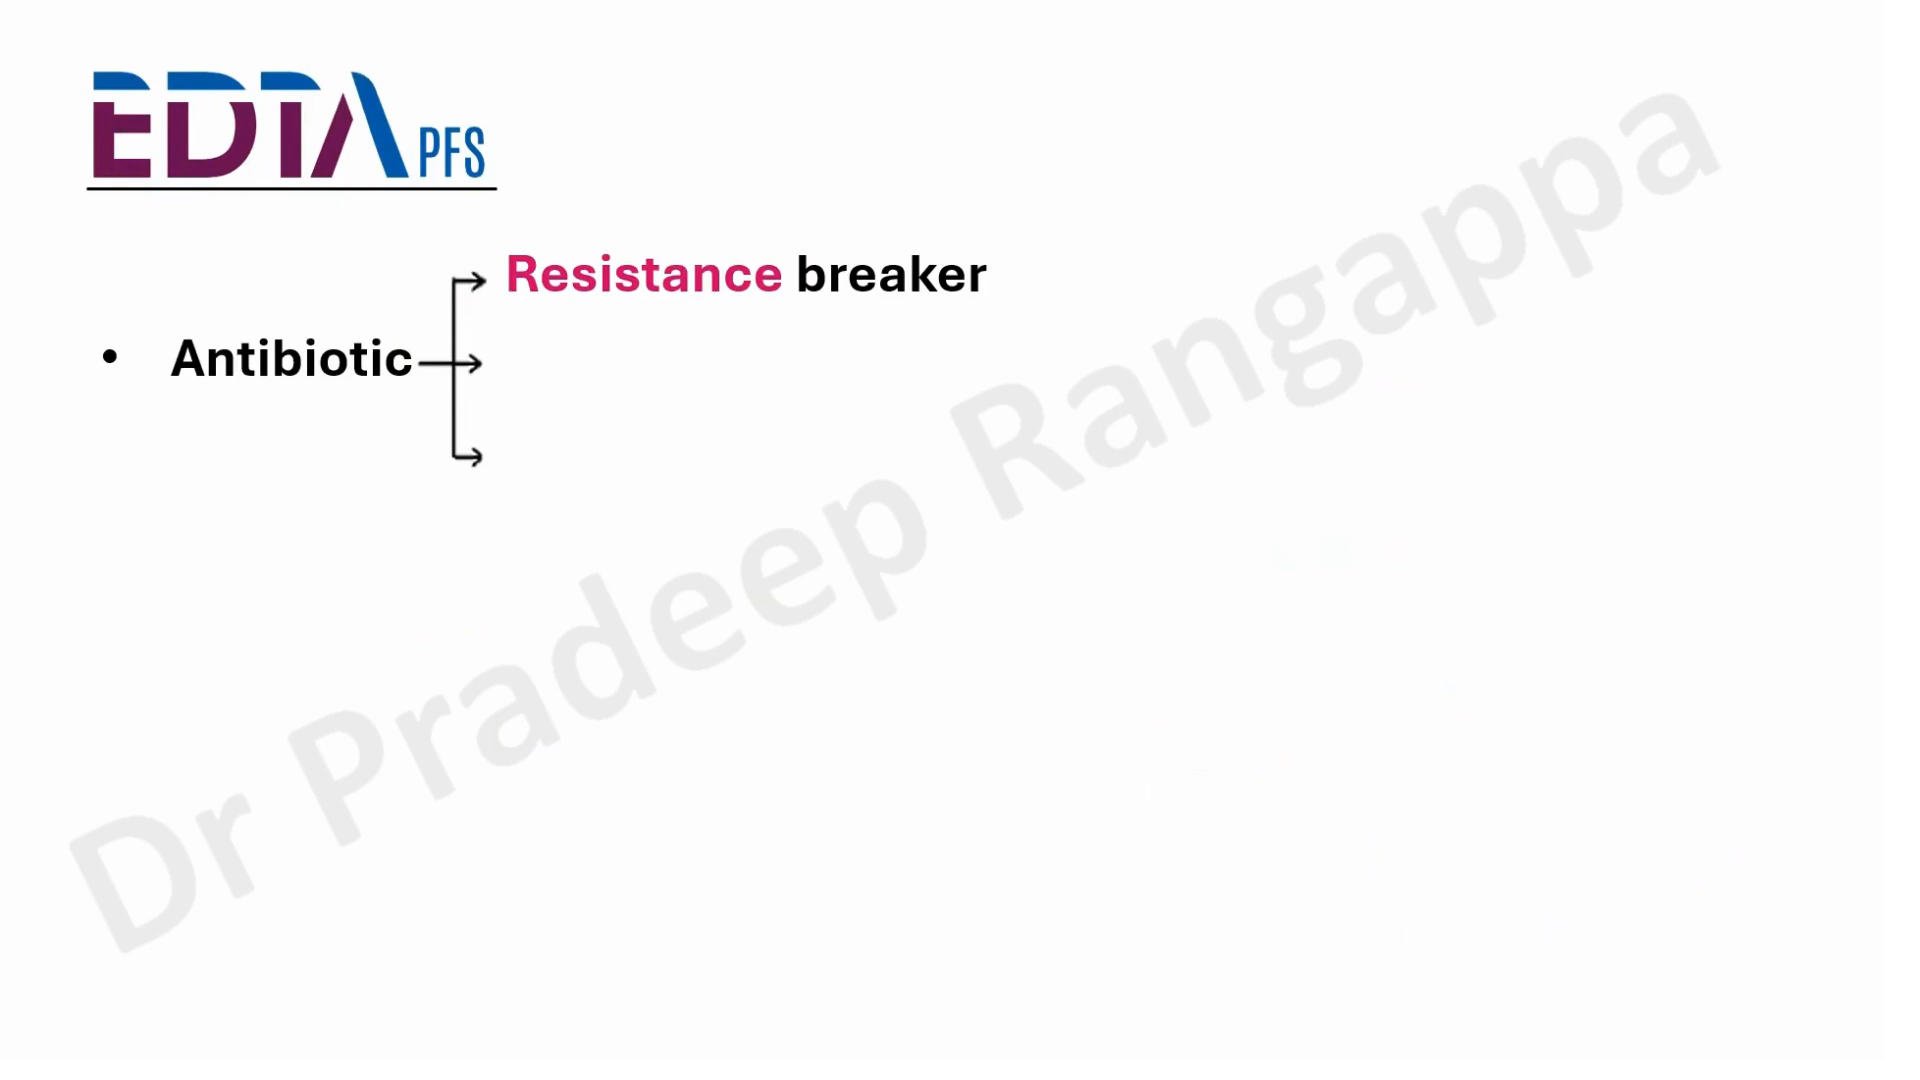 EDTA PFS
Resistance breaker
• Antibiotic
Dr Pradeep Rangappa